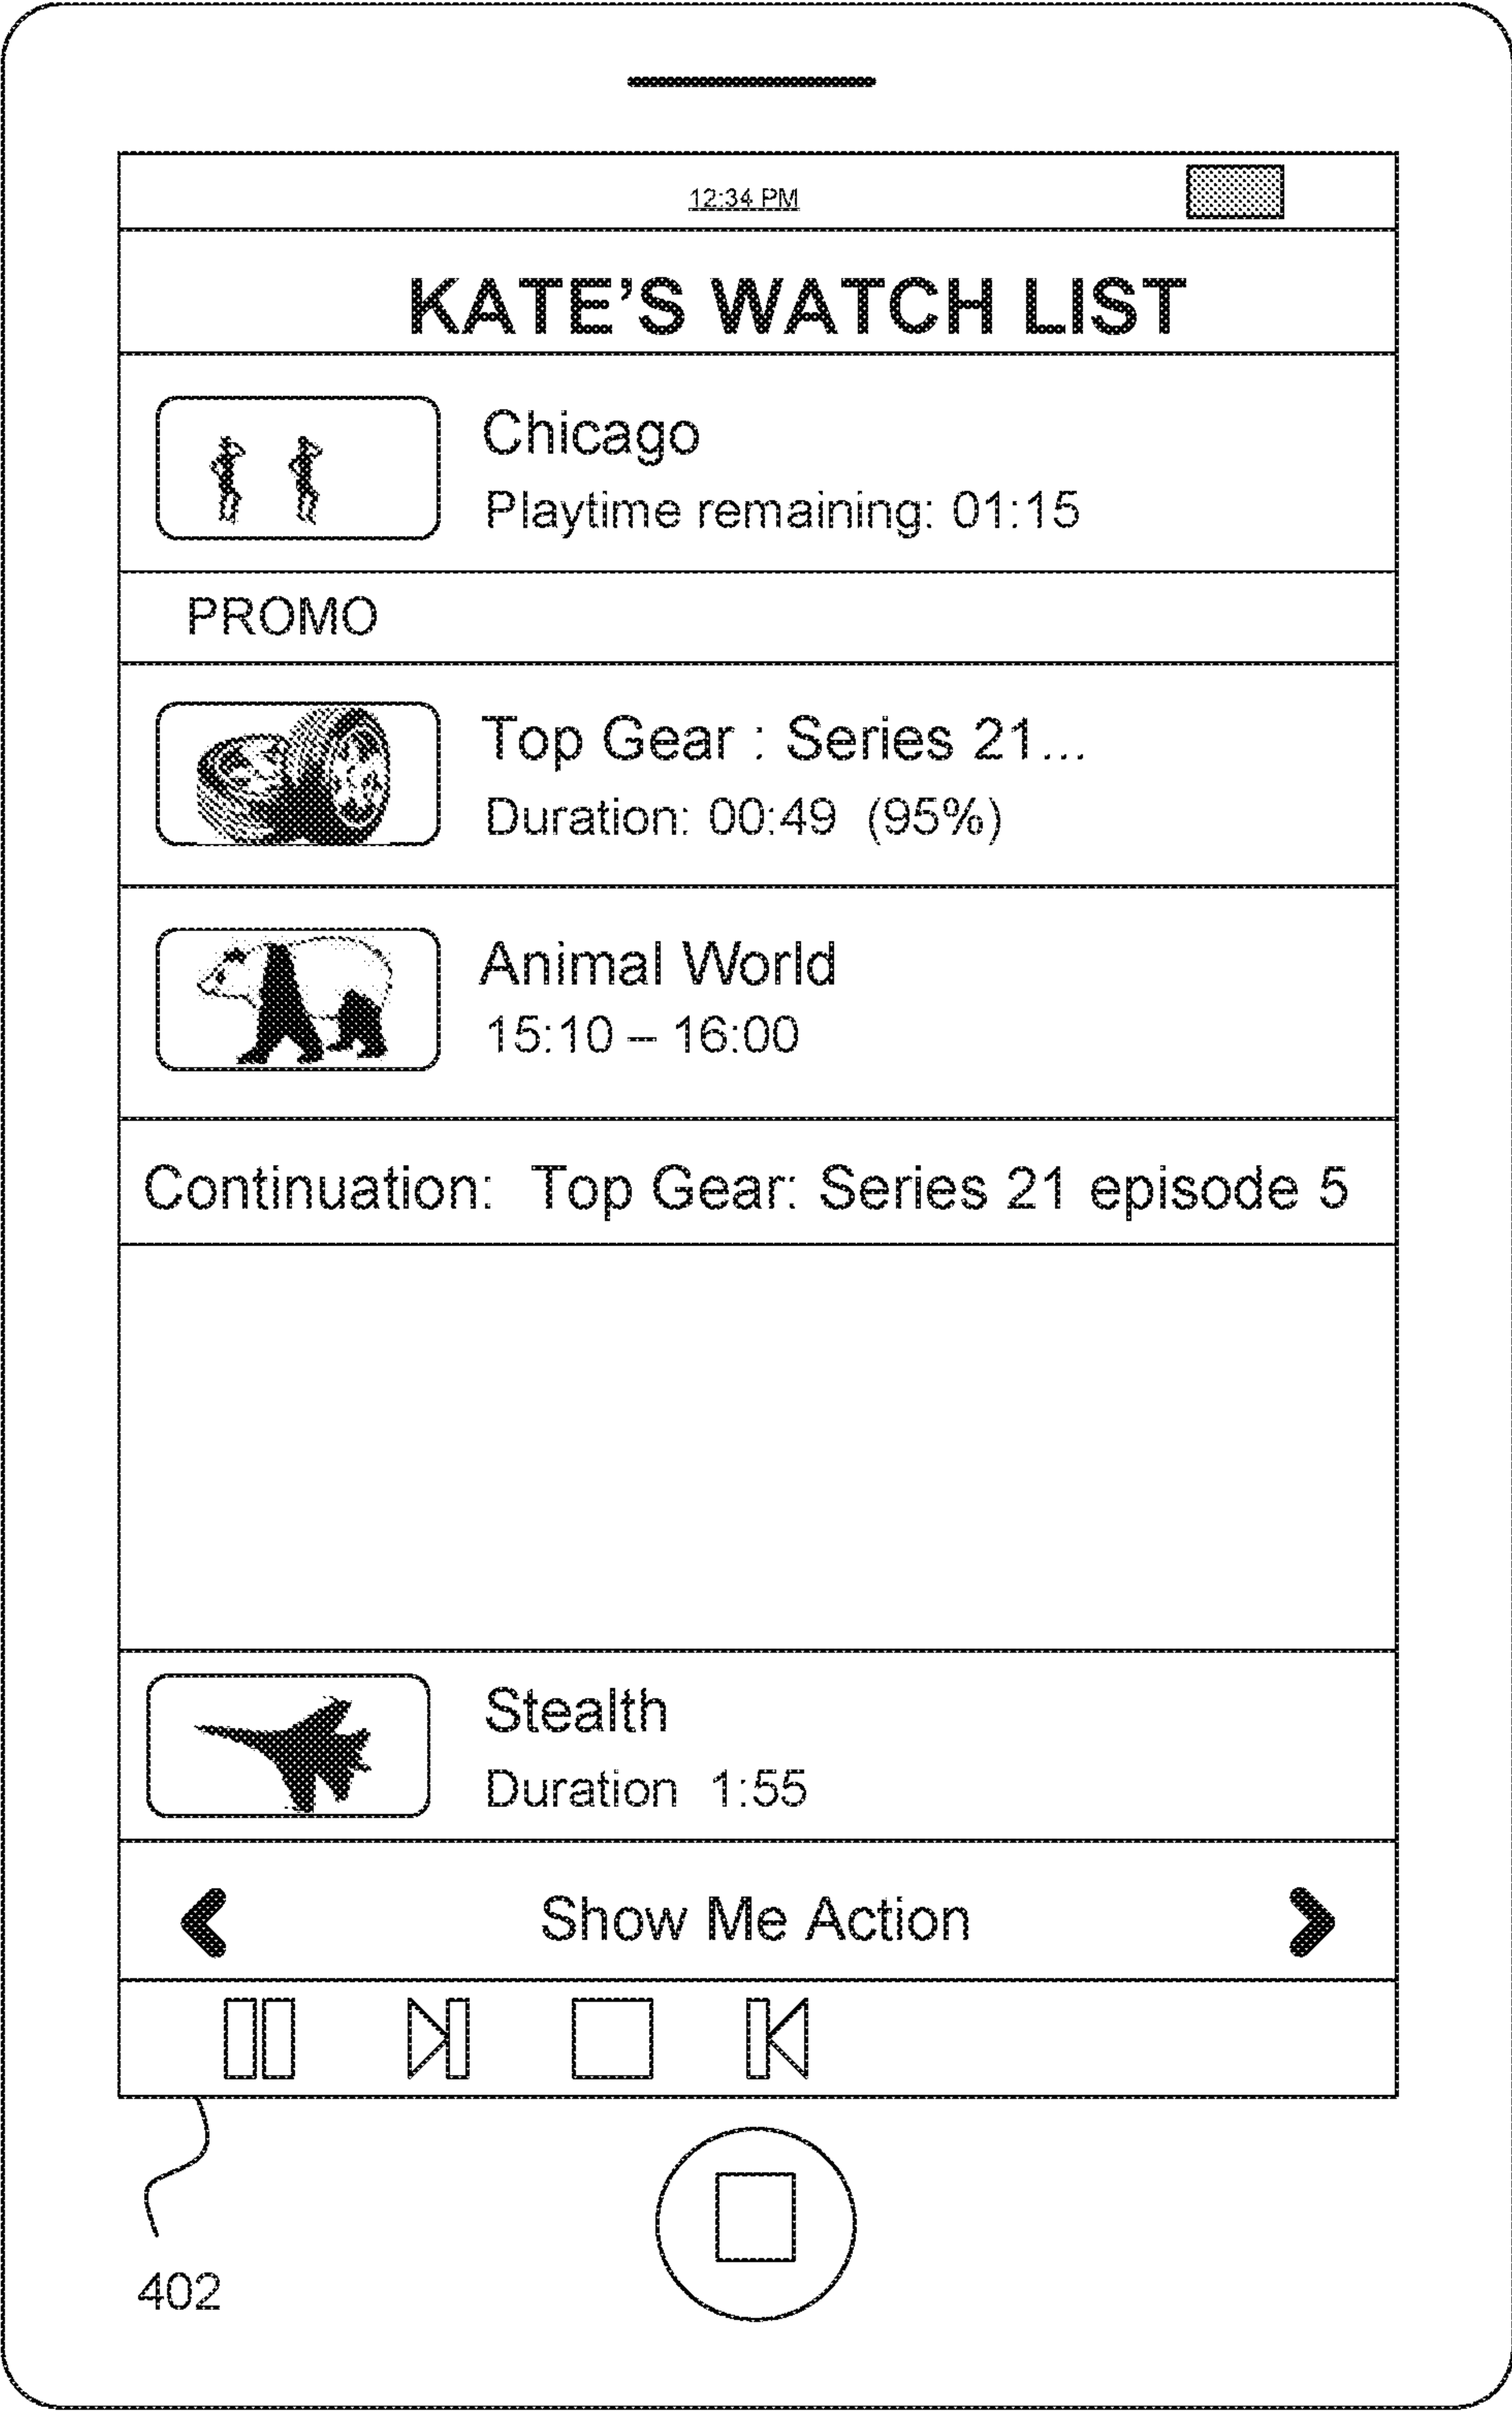 12:34 PM
KATE'S WATCH LIST
Chicago
Playtime remaining: 01:15
PROMO
Top Gear : Series 21...
Duration: 00:49 (95%)
Animal World
15:10 – 16:00
Continuation: Top Gear: Series 21 episode 5
Stealth
Duration 1:55
Show Me Action
402